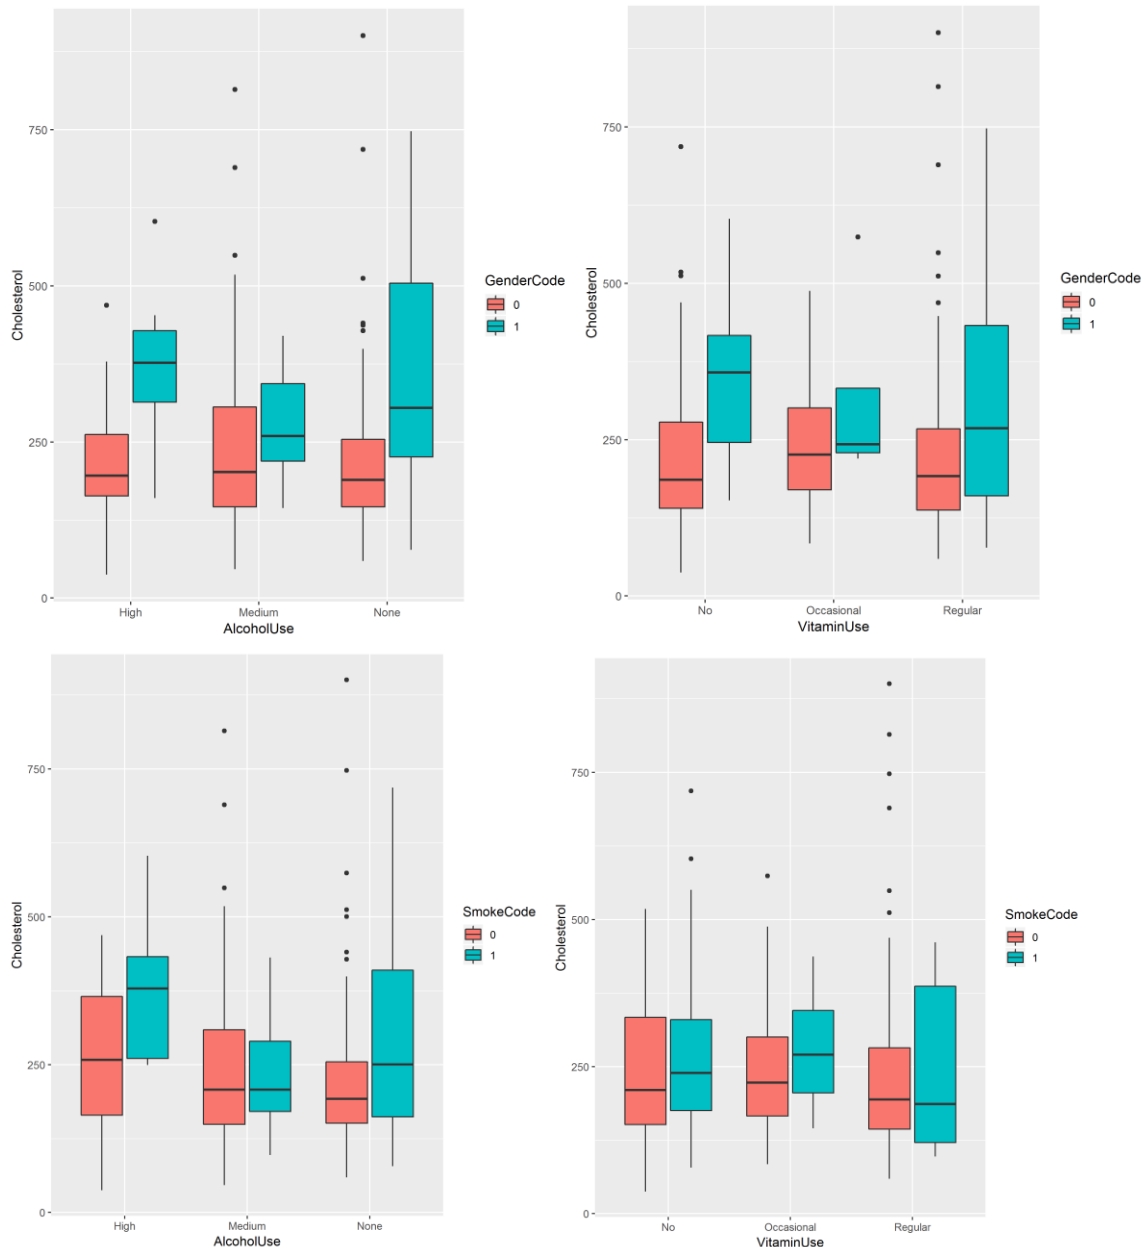 Cholesterol
750
500
250
0
High
Medium
None
AlcoholUse
GenderCode
0
1
Cholesterol
750
500
250
0
No
Occasional
Regular
VitaminUse
GenderCode
0
1
Cholesterol
750
500
250
0
High
Medium
None
AlcoholUse
SmokeCode
0
1
Cholesterol
750
500
250
0
No
Occasional
Regular
VitaminUse
SmokeCode
0
1